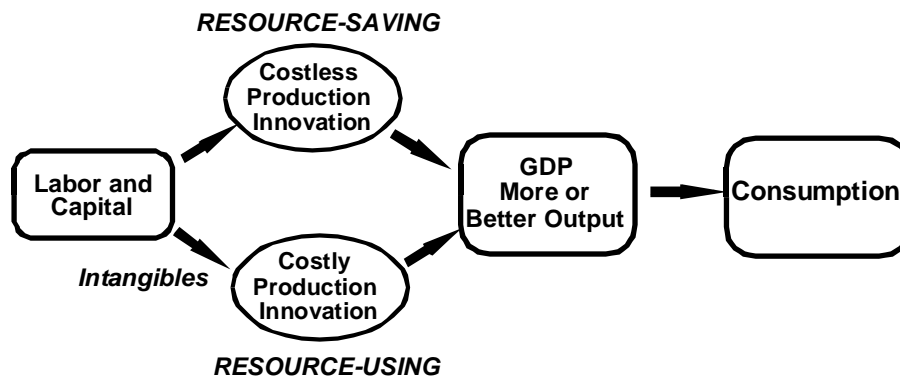 RESOURCE-SAVING
Costless
Production
Innovation
Labor and
Capital
GDP
More or
Better Output
Consumption
Intangibles
Costly
Production
Innovation
RESOURCE-USING